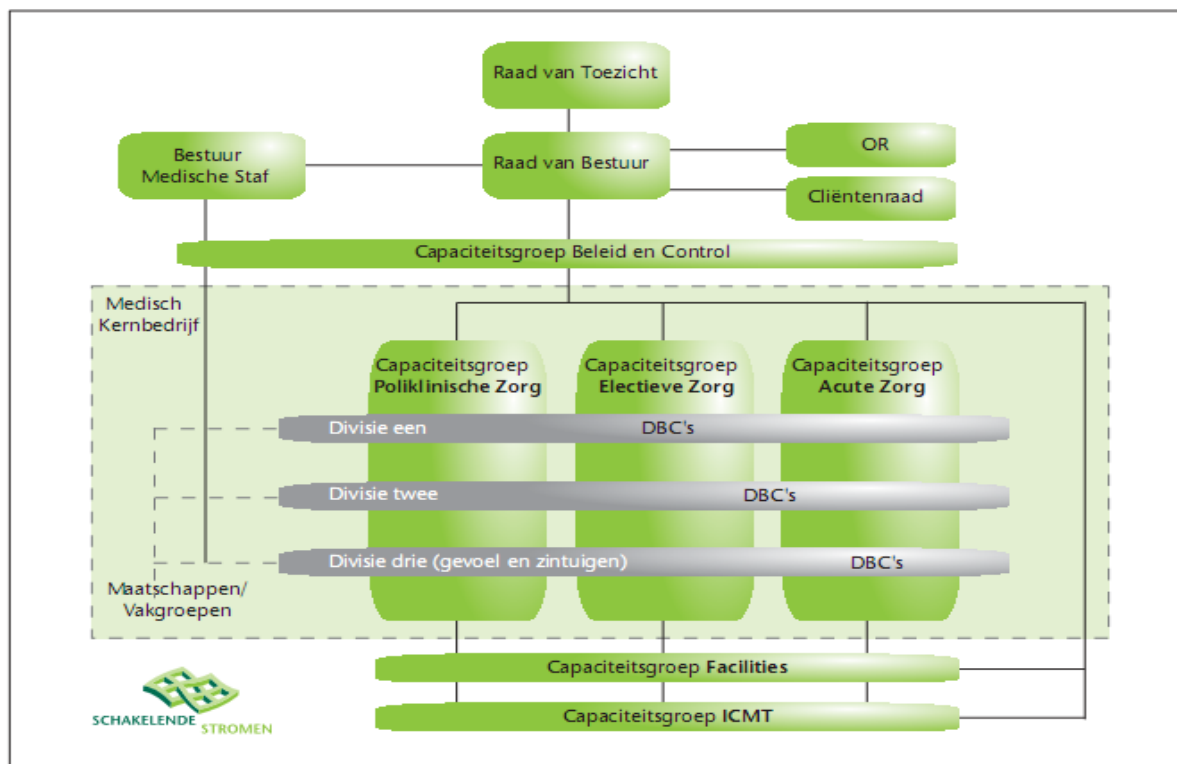 Raad van Toezicht
Bestuur
Medische Staf
Raad van Bestuur
OR
Cliëntenraad
Capaciteitsgroep Beleid en Control
Medisch
Kernbedrijf
Capaciteitsgroep
Poliklinische Zorg
Capaciteitsgroep
Electieve Zorg
Capaciteitsgroep
Acute Zorg
Divisie een DBC's
Divisie twee DBC's
Divisie drie (gevoel en zintuigen) DBC's
Maatschappen/
Vakgroepen
Capaciteitsgroep Facilities
Capaciteitsgroep ICMT
SCHAKELENDE
STROMEN